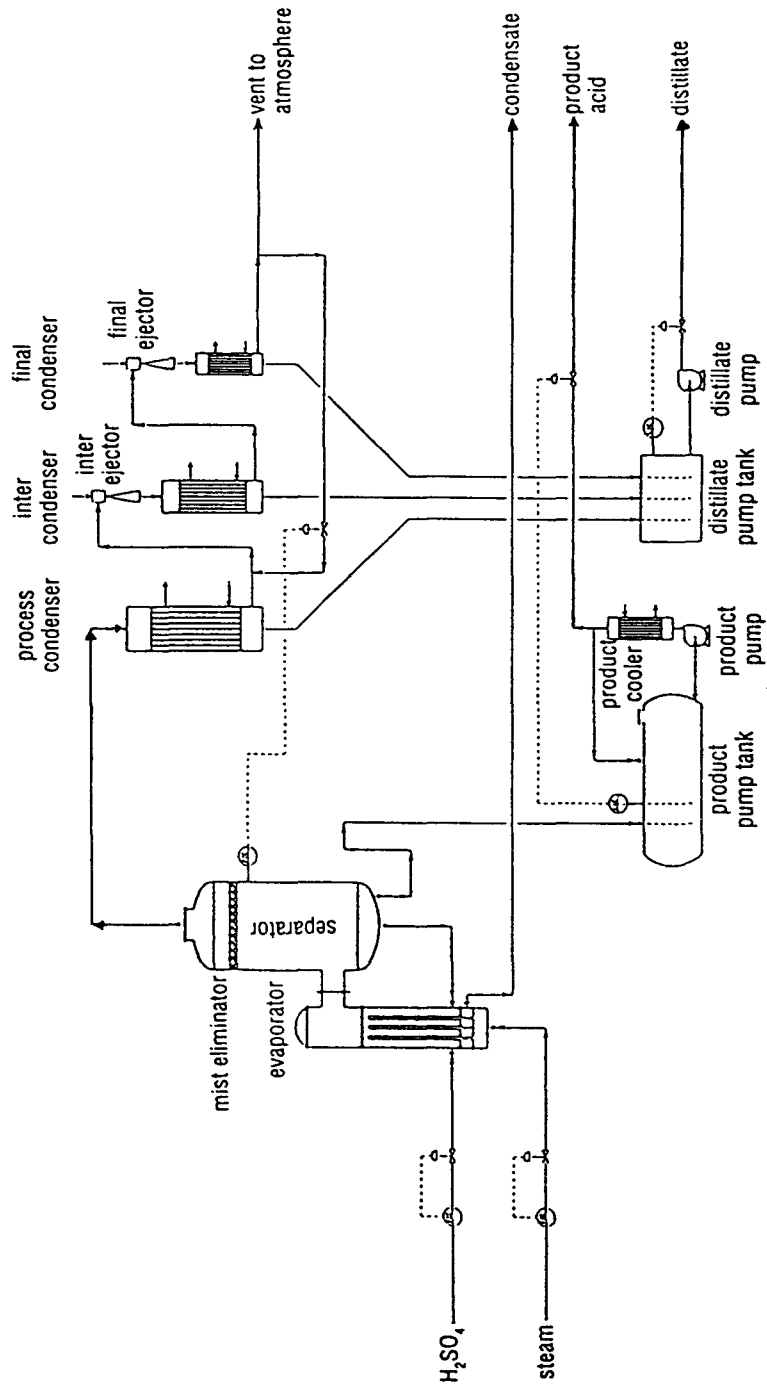 process
condenser
inter
condenser
inter
ejector
final
condenser
final
ejector
vent to
atmosphere
mist eliminator
separator
evaporator
condensate
product
acid
distillate
H₂SO₄
steam
product
cooler
product
pump tank
product
pump
distillate
pump tank
distillate
pump